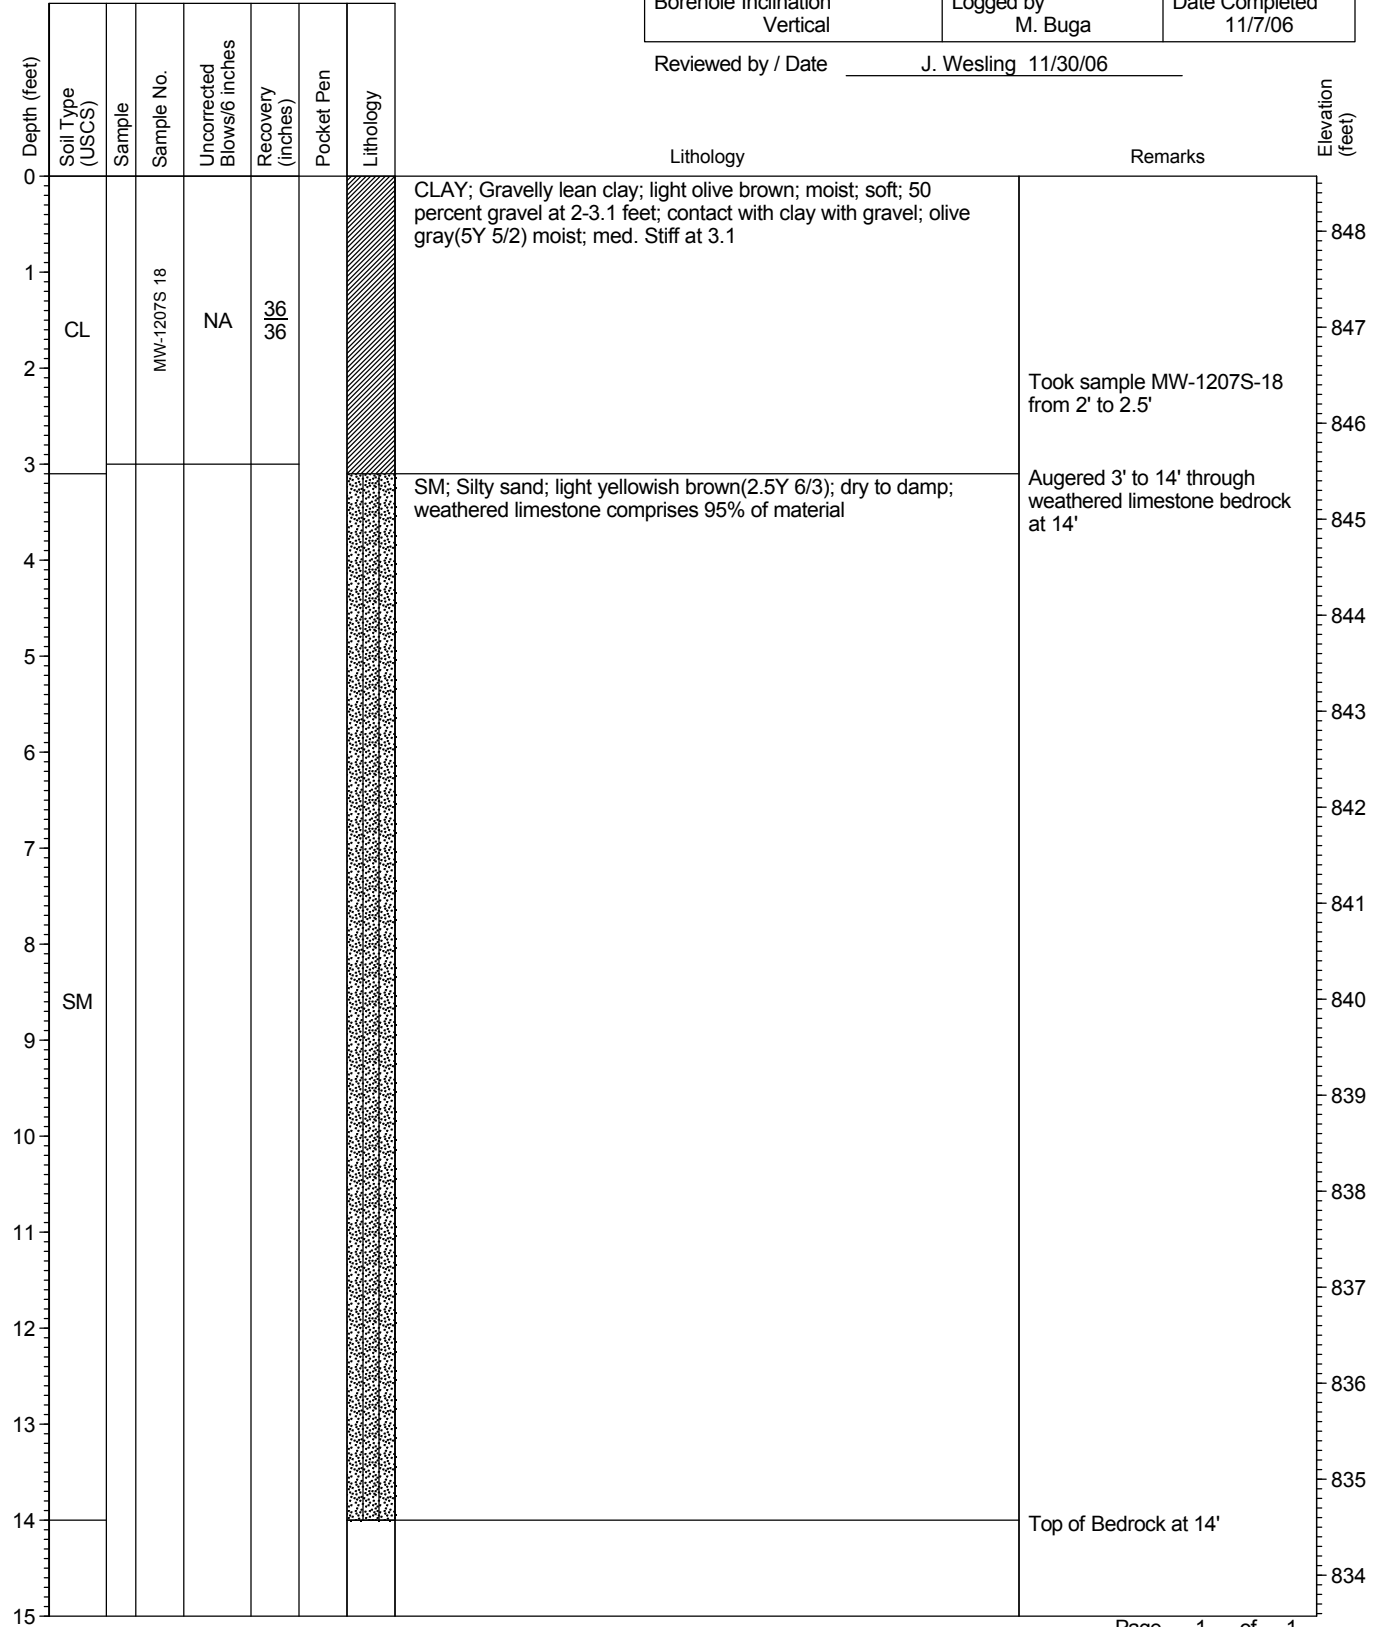 Borehole Inclination
Vertical
Logged by
M. Buga
Date Completed
11/7/06
Reviewed by / Date J. Wesling 11/30/06
Depth (feet)
Soil Type
(USCS)
Sample
Sample No.
Uncorrected
Blows/6 inches
Recovery
(inches)
Pocket Pen
Lithology
Lithology
Remarks
Elevation
(feet)
0
CLAY; Gravelly lean clay; light olive brown; moist; soft; 50
percent gravel at 2-3.1 feet; contact with clay with gravel; olive
gray(5Y 5/2) moist; med. Stiff at 3.1
848
1
CL
MW-1207S 18
NA
36
36
847
2
Took sample MW-1207S-18
from 2' to 2.5'
846
3
SM; Silty sand; light yellowish brown(2.5Y 6/3); dry to damp;
weathered limestone comprises 95% of material
Augered 3' to 14' through
weathered limestone bedrock
at 14'
845
4
844
5
843
6
842
7
841
8
SM
840
9
839
10
838
11
837
12
836
13
835
14
Top of Bedrock at 14'
834
15
Page 1 of 1